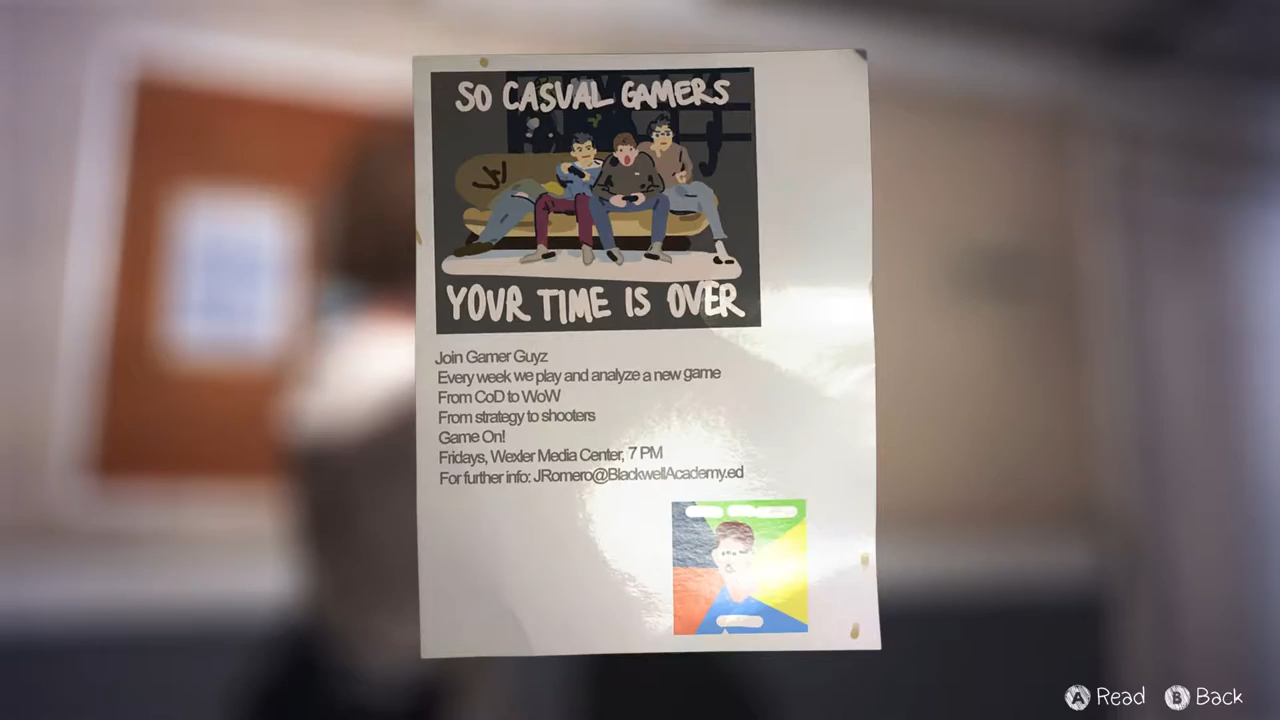 SO CASUAL GAMERS
YOUR TIME IS OVER
Join Gamer Guyz
Every week we play and analyze a new game
From CoD to WoW
From strategy to shooters
Game On!
Fridays, Wexler Media Center, 7 PM
For further info: JRomero@BlackwellAcademy.ed
A Read B Back